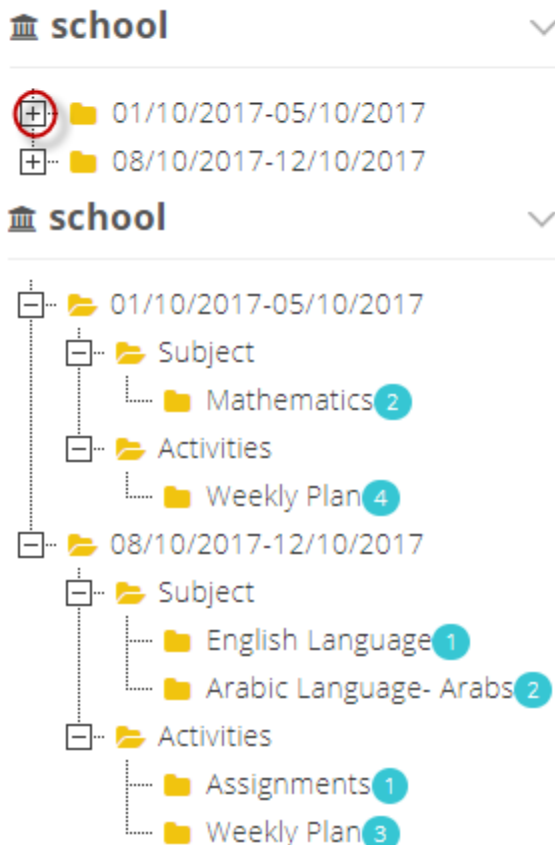 school
01/10/2017-05/10/2017
08/10/2017-12/10/2017
school
01/10/2017-05/10/2017
Subject
Mathematics 2
Activities
Weekly Plan 4
08/10/2017-12/10/2017
Subject
English Language 1
Arabic Language- Arabs 2
Activities
Assignments 1
Weekly Plan 3